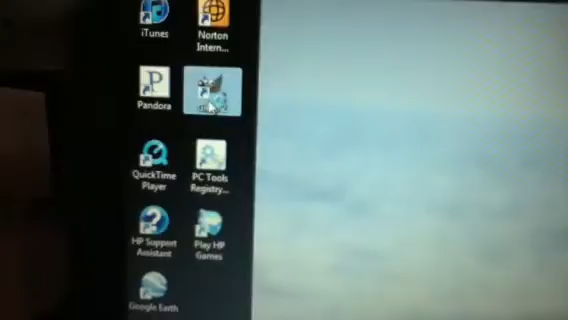 iTunes
Norton
Intern...
P
Pandora
QuickTime
Player
PC Tools
Registry...
HP Support
Assistant
Play HP
Games
Google Earth